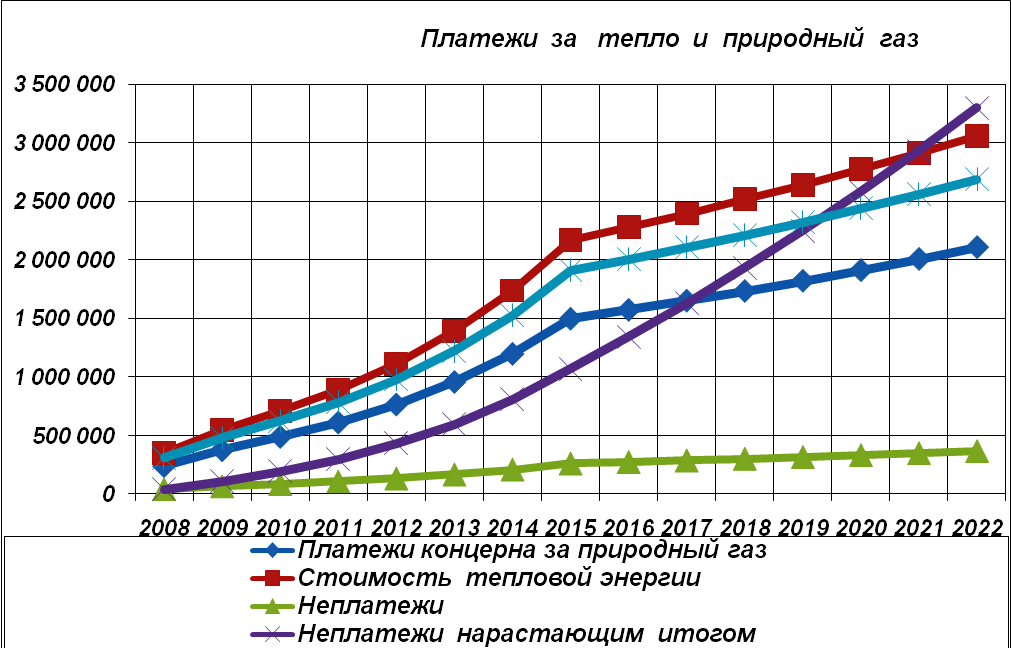 Платежи за тепло и природный газ
3 500 000
3 000 000
2 500 000
2 000 000
1 500 000
1 000 000
500 000
0
2008 2009 2010 2011 2012 2013 2014 2015 2016 2017 2018 2019 2020 2021 2022
Платежи концерна за природный газ
Стоимость тепловой энергии
Неплатежи
Неплатежи нарастающим итогом